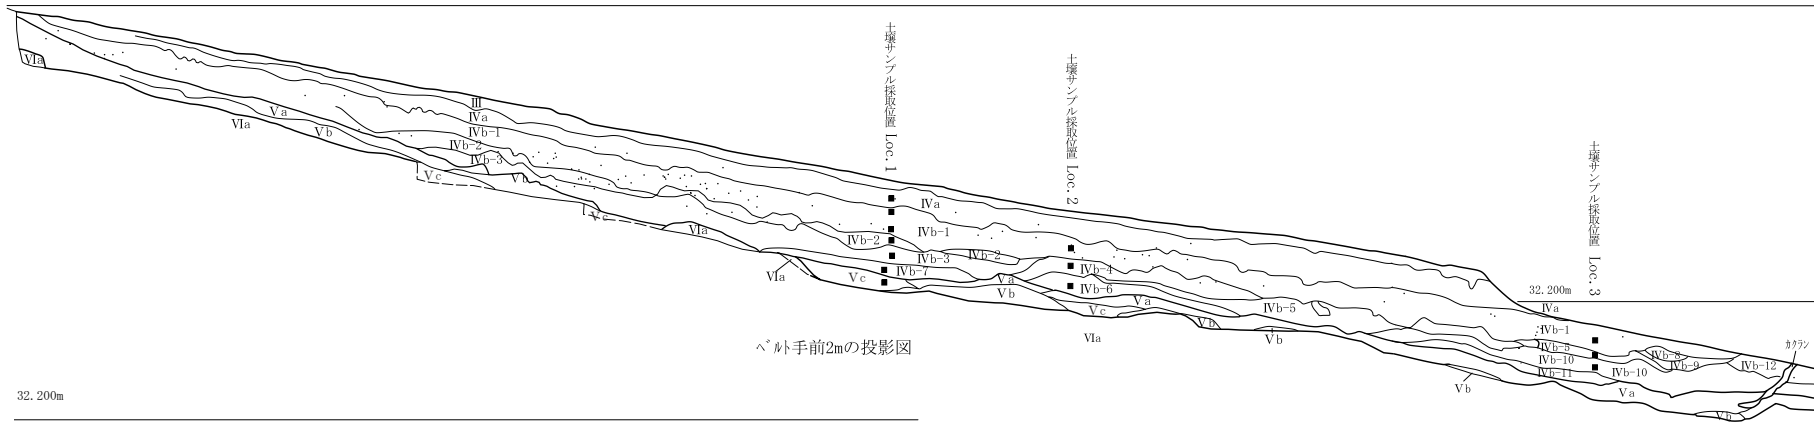 土壌サンプル採取位置 Loc.1
土壌サンプル採取位置 Loc.2
土壌サンプル採取位置 Loc.3
Ⅵa
Ⅲ
Ⅳa
Ⅳb-1
Ⅳb-2
Ⅳb-3
Ⅴa
Ⅴb
Ⅵa
Ⅴc
Ⅴb
Ⅴc
Ⅵa
Ⅵa
Ⅳa
Ⅳb-1
Ⅳb-2
Ⅳb-2
Ⅳb-3
Ⅳb-7
Ⅴc
Ⅴa
Ⅴb
Ⅳb-4
Ⅳb-6
Ⅴa
Ⅴc
Ⅵa
Ⅳb-5
Ⅴb
Ⅴb
32.200m
Ⅳa
Ⅳb-1
Ⅳb-5
Ⅳb-10
Ⅳb-11
Ⅳb-8
Ⅳb-9
Ⅳb-10
Ⅳb-12
カクラン
Ⅴa
Ⅴb
Ⅴb
ベルト手前2mの投影図
32.200m